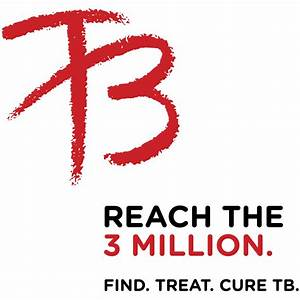 TB
REACH THE
3 MILLION.
FIND. TREAT. CURE TB.